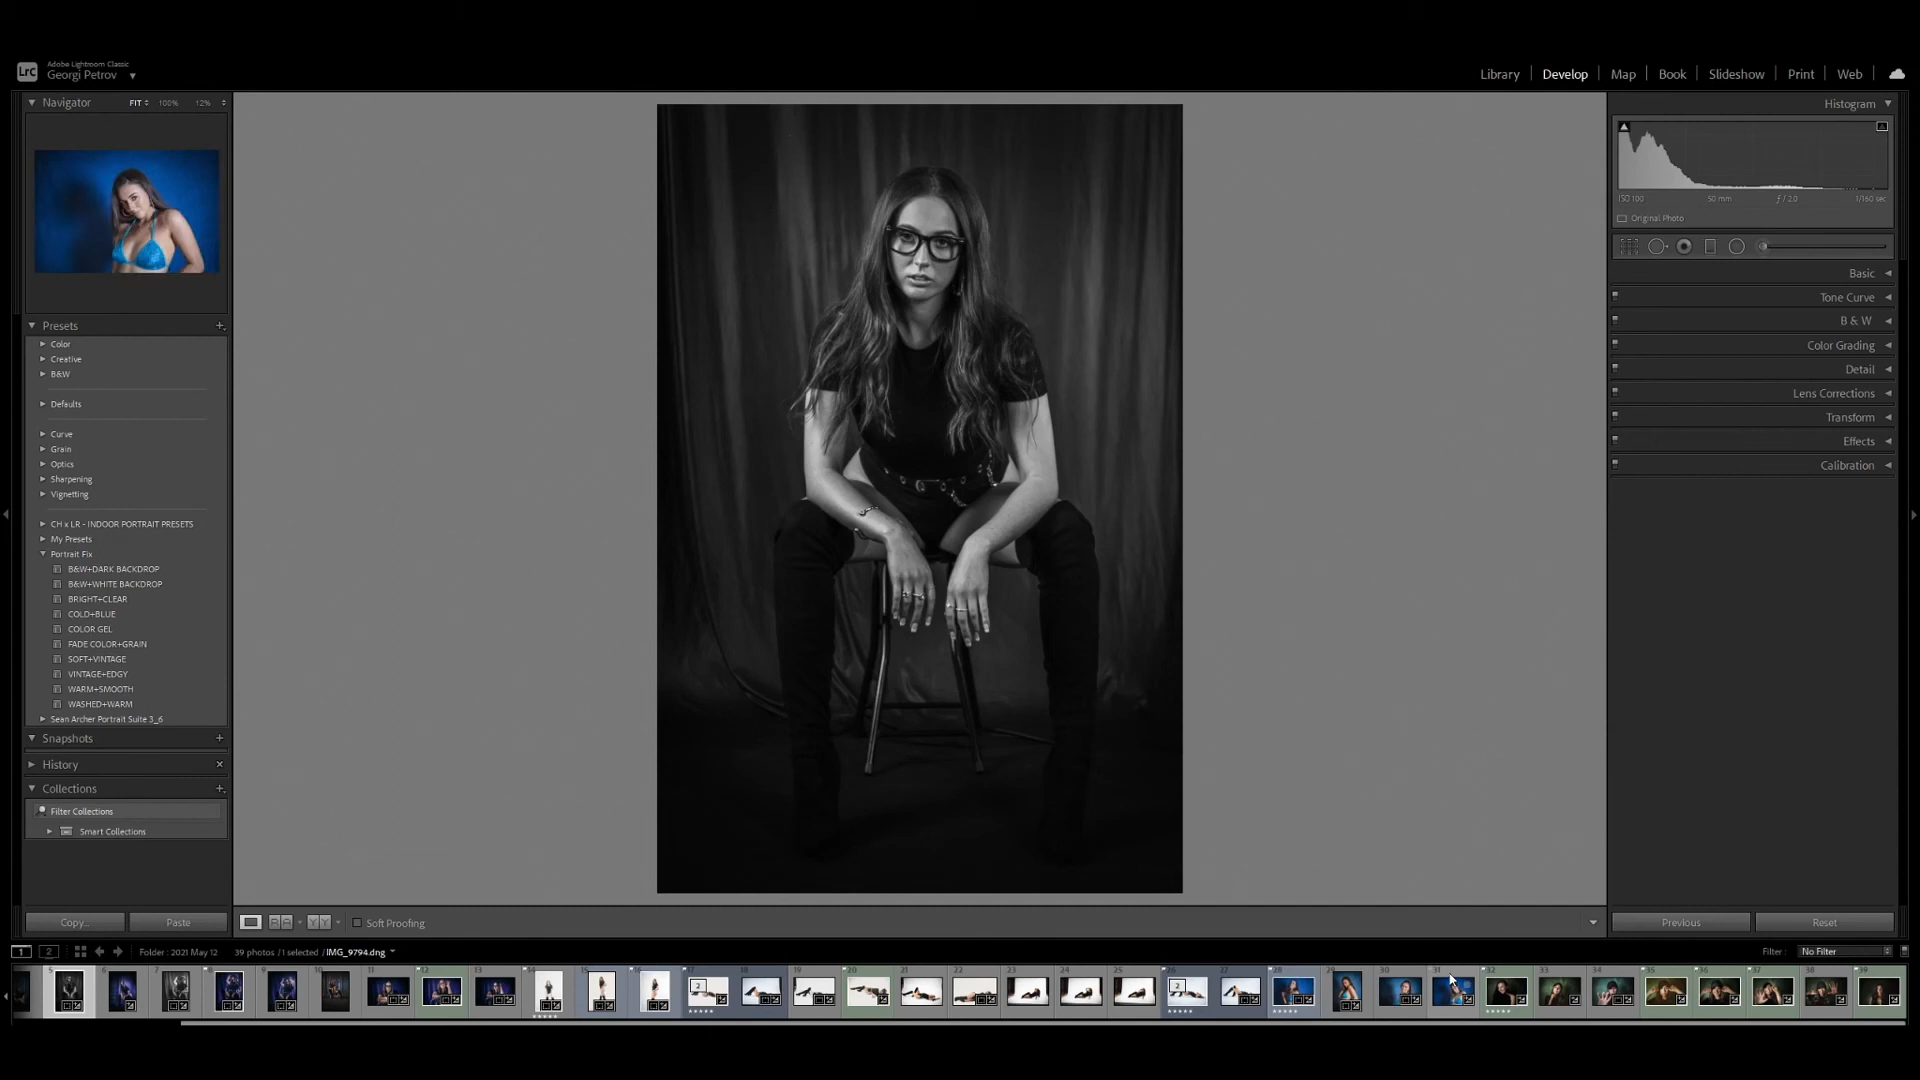 LrC
Adobe Lightroom Classic
Georgi Petrov
Library
Develop
Map
Book
Slideshow
Print
Web
Navigator
FIT
100%
12%
Histogram
ISO 100
50 mm
ƒ / 2.0
1/160 sec
Original Photo
Basic
Tone Curve
B & W
Color Grading
Detail
Lens Corrections
Transform
Effects
Calibration
Presets
Color
Creative
B&W
Defaults
Curve
Grain
Optics
Sharpening
Vignetting
CH x LR - INDOOR PORTRAIT PRESETS
My Presets
Portrait Fix
B&W+DARK BACKDROP
B&W+WHITE BACKDROP
BRIGHT+CLEAR
COLD+BLUE
COLOR GEL
FADE COLOR+GRAIN
SOFT+VINTAGE
VINTAGE+EDGY
WARM+SMOOTH
WASHED+WARM
Sean Archer Portrait Suite 3_6
Snapshots
History
Collections
Filter Collections
Smart Collections
Copy...
Paste
Soft Proofing
Previous
Reset
1
2
Folder : 2021 May 12
39 photos / 1 selected / IMG_9794.dng
Filter :
No Filter